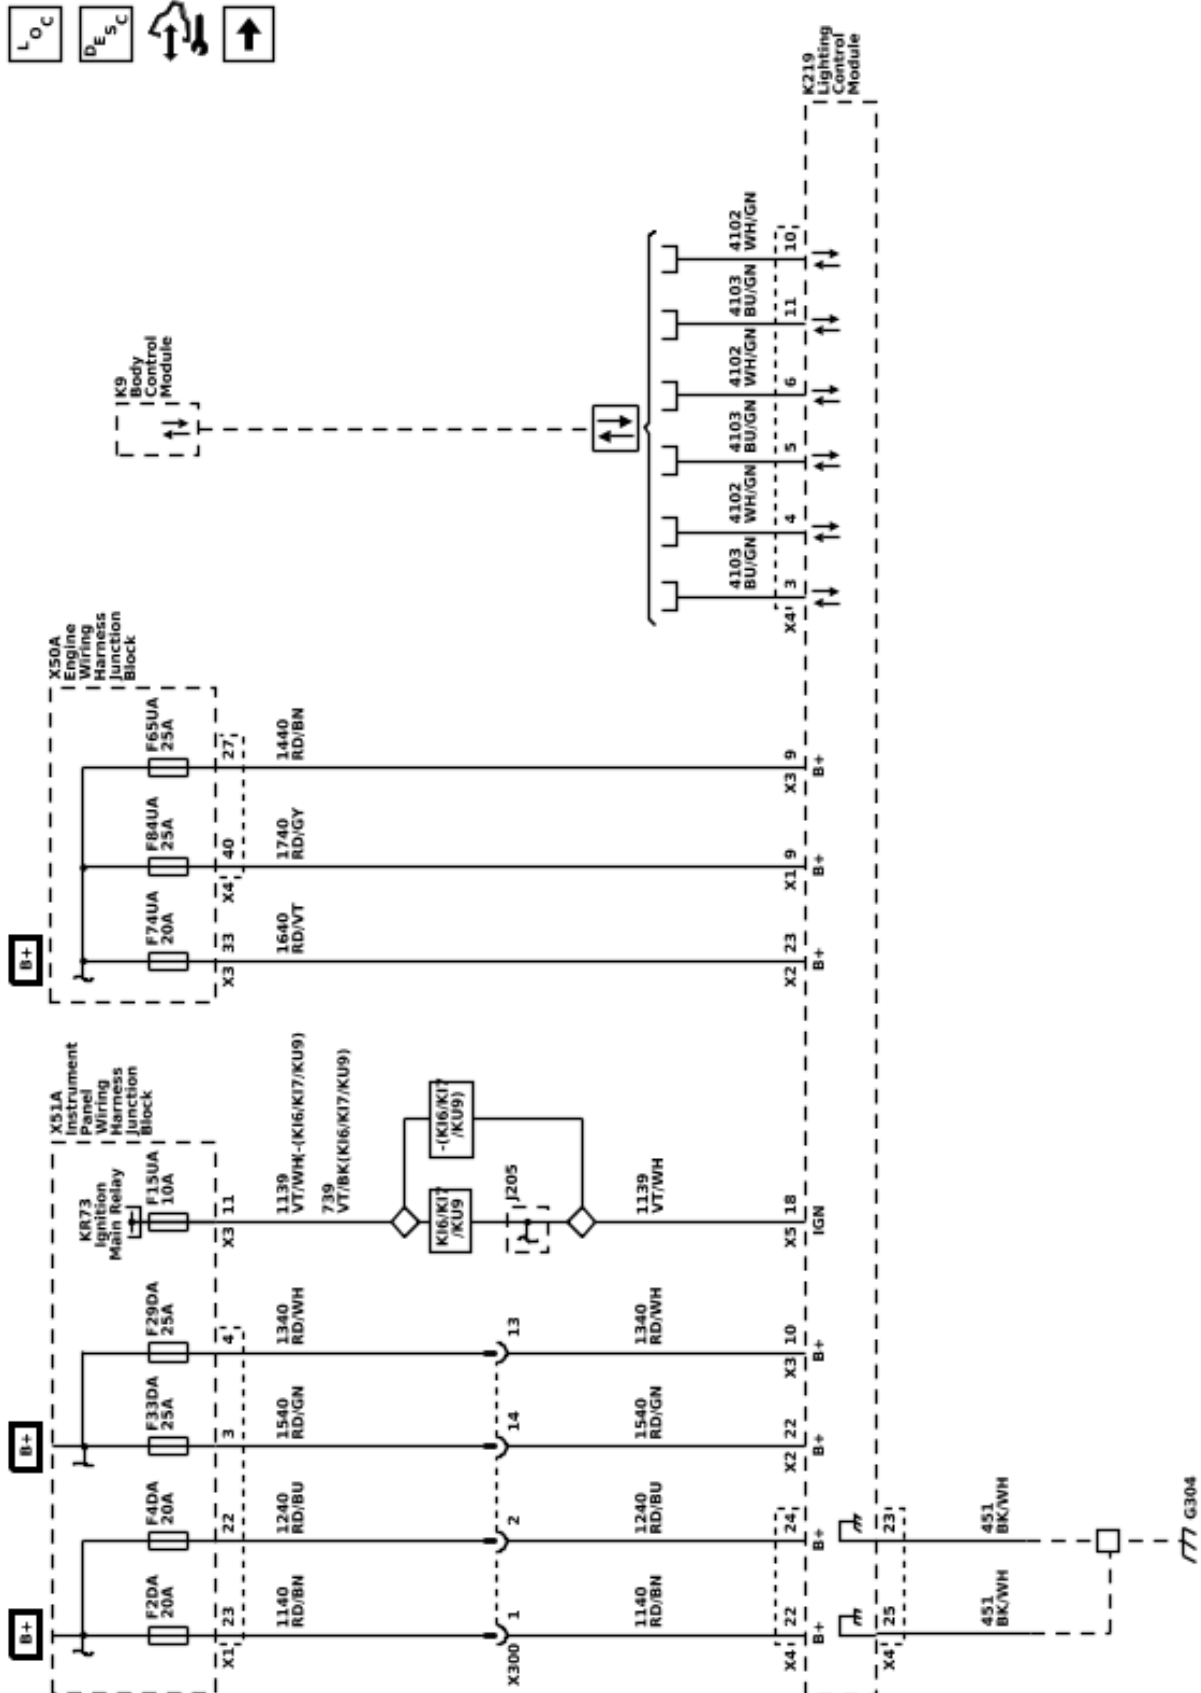 B+
B+
B+
LOC
DESC
X51A
Instrument
Panel
Wiring
Harness
Junction
Block
X50A
Engine
Wiring
Harness
Junction
Block
K9
Body
Control
Module
KR73
Ignition
Main Relay
F2DA
20A
F4DA
20A
F33DA
25A
F29DA
25A
F15UA
10A
F74UA
20A
F84UA
25A
F65UA
25A
X1
23
22
3
4
X3
11
X3
33
X4
40
27
1140
RD/BN
1240
RD/BU
1540
RD/GN
1340
RD/WH
1139
VT/WH(-(KI6/KI7/KU9)
739
VT/BK(KI6/KI7/KU9)
1640
RD/VT
1740
RD/GY
1440
RD/BN
KI6/KI7
/KU9
-(KI6/KI7
/KU9)
X300
1
2
14
13
J205
1140
RD/BN
1240
RD/BU
1540
RD/GN
1340
RD/WH
1139
VT/WH
4103
BU/GN
4102
WH/GN
4103
BU/GN
4102
WH/GN
4103
BU/GN
4102
WH/GN
X4
22
24
X2
22
X3
10
X5
18
X2
23
X1
9
X3
9
X4
3
4
5
6
11
10
K219
Lighting
Control
Module
B+
B+
B+
B+
IGN
B+
B+
B+
X4
25
23
451
BK/WH
451
BK/WH
G304